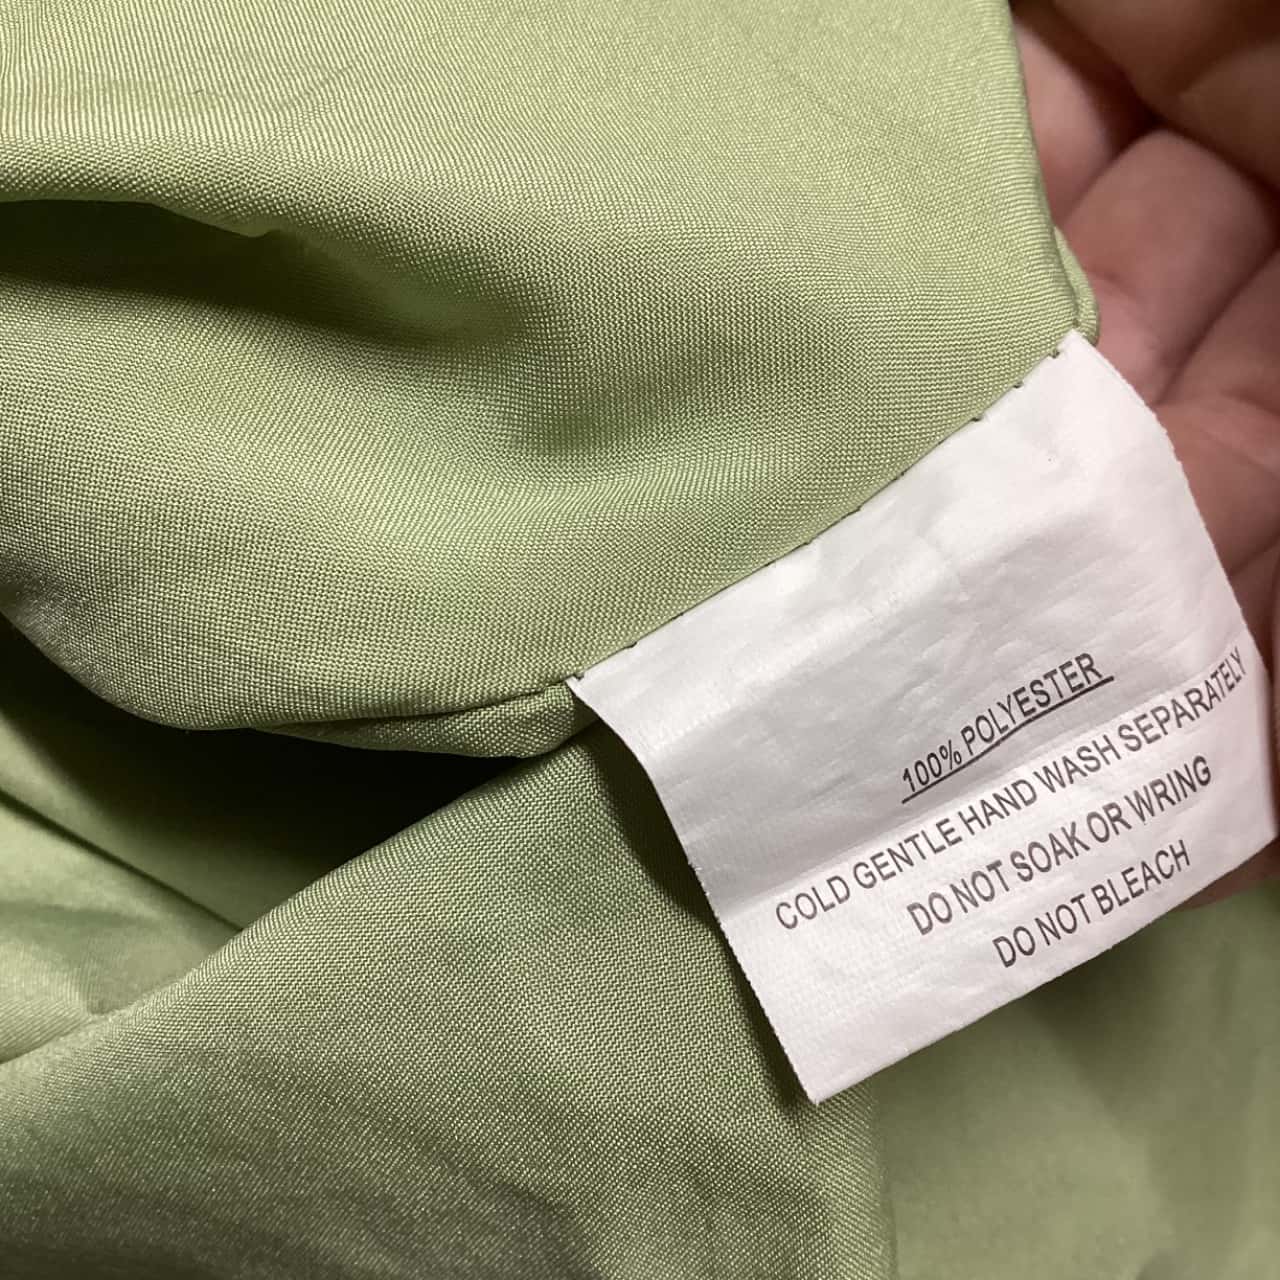 100% POLYESTER
COLD GENTLE HAND WASH SEPARATELY
DO NOT SOAK OR WRING
DO NOT BLEACH